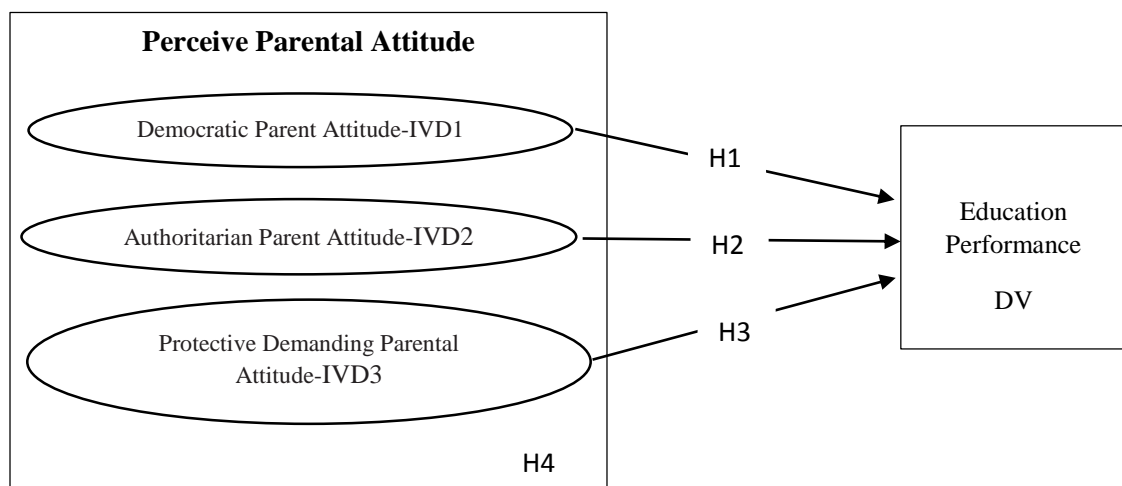 Perceive Parental Attitude
Democratic Parent Attitude-IVD1
H1
Authoritarian Parent Attitude-IVD2
H2
Protective Demanding Parental
Attitude-IVD3
H3
H4
Education
Performance
DV